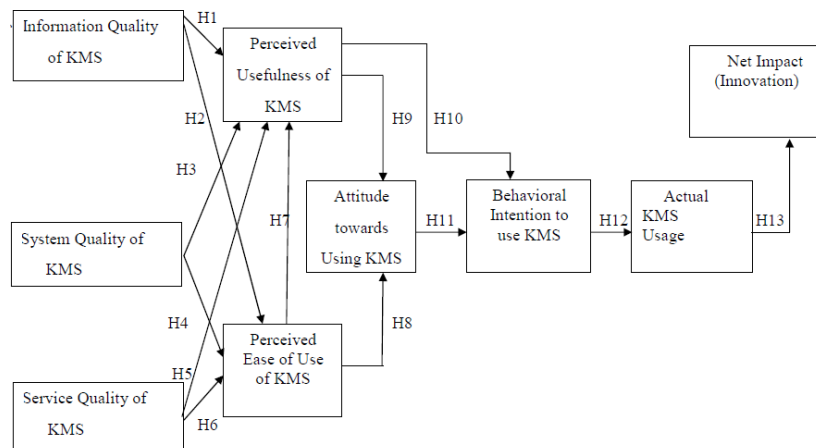 Information Quality
of KMS
H1
Perceived
Usefulness of
KMS
Net Impact
(Innovation)
H2
H9
H10
H3
Attitude
towards
Using KMS
Behavioral
Intention to
use KMS
Actual
KMS
Usage
H7
H11
H12
H13
System Quality of
KMS
H4
H8
Perceived
Ease of Use
of KMS
H5
Service Quality of
KMS
H6